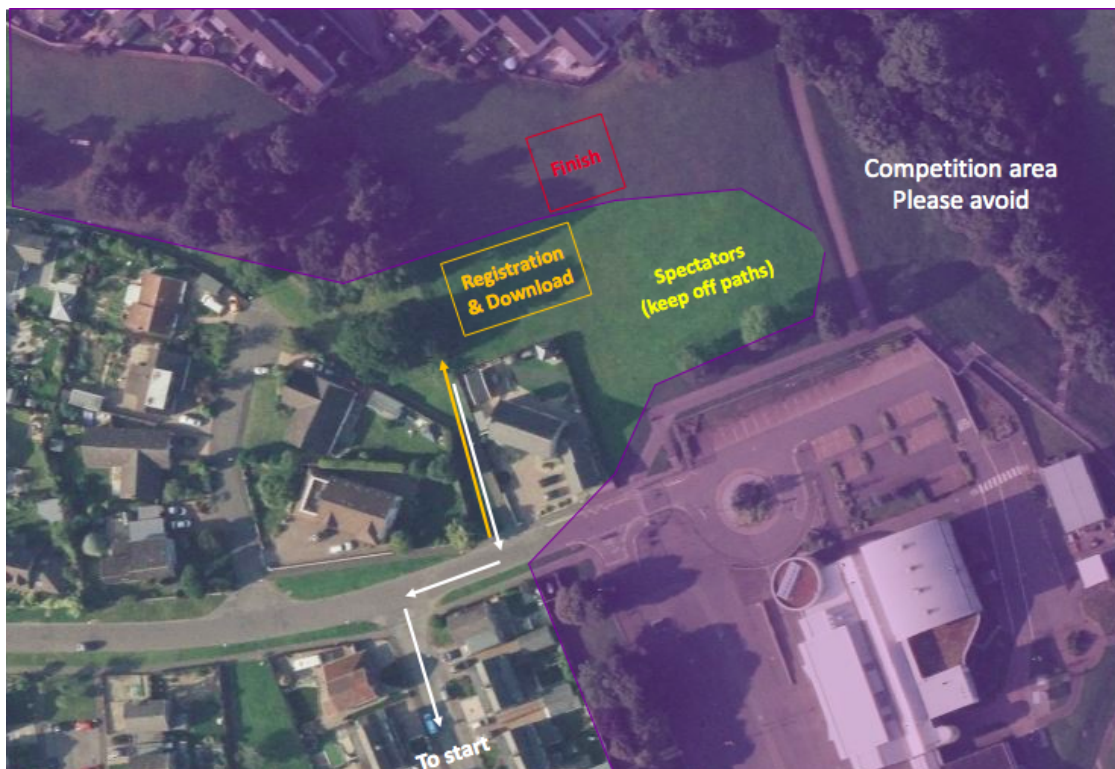 Finish
Competition area
Please avoid
Registration
& Download
Spectators
(keep off paths)
To start